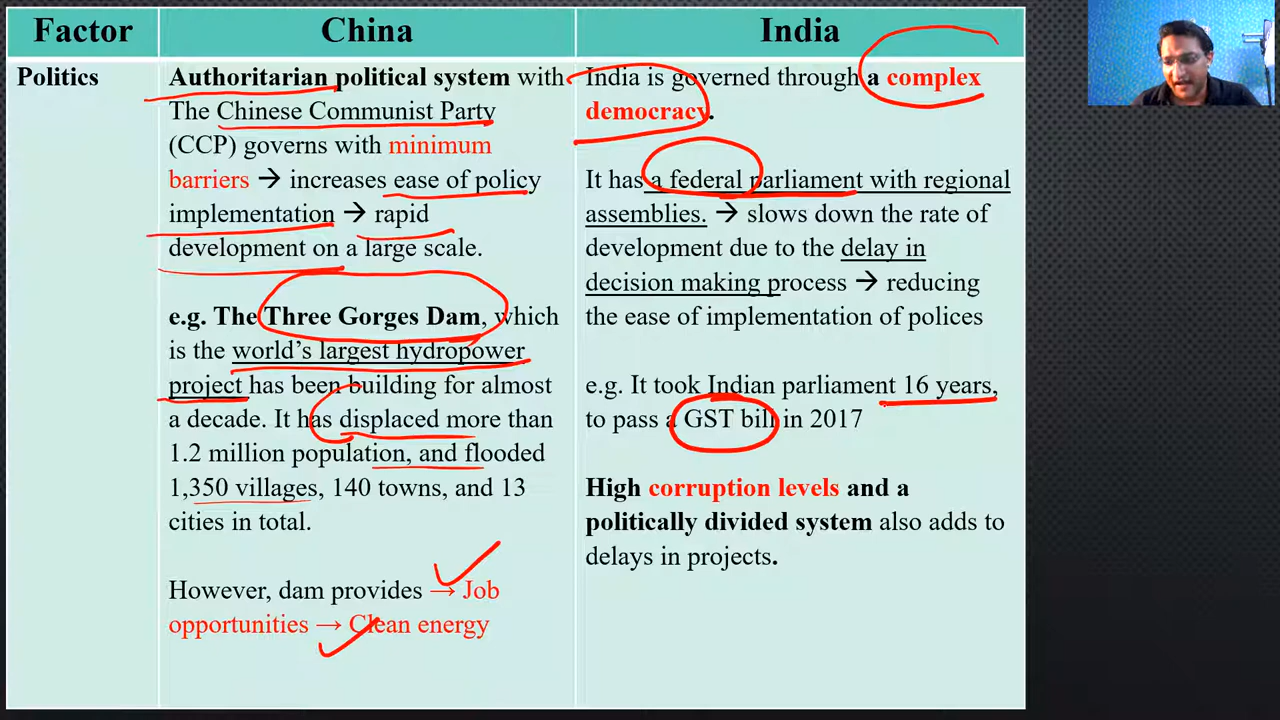 Factor
China
India
Politics
Authoritarian political system with
The Chinese Communist Party
(CCP) governs with minimum
barriers → increases ease of policy
implementation → rapid
development on a large scale.
e.g. The Three Gorges Dam, which
is the world’s largest hydropower
project has been building for almost
a decade. It has displaced more than
1.2 million population, and flooded
1,350 villages, 140 towns, and 13
cities in total.
However, dam provides → Job
opportunities → Clean energy
India is governed through a complex
democracy.
It has a federal parliament with regional
assemblies. → slows down the rate of
development due to the delay in
decision making process → reducing
the ease of implementation of polices
e.g. It took Indian parliament 16 years,
to pass a GST bill in 2017
High corruption levels and a
politically divided system also adds to
delays in projects.